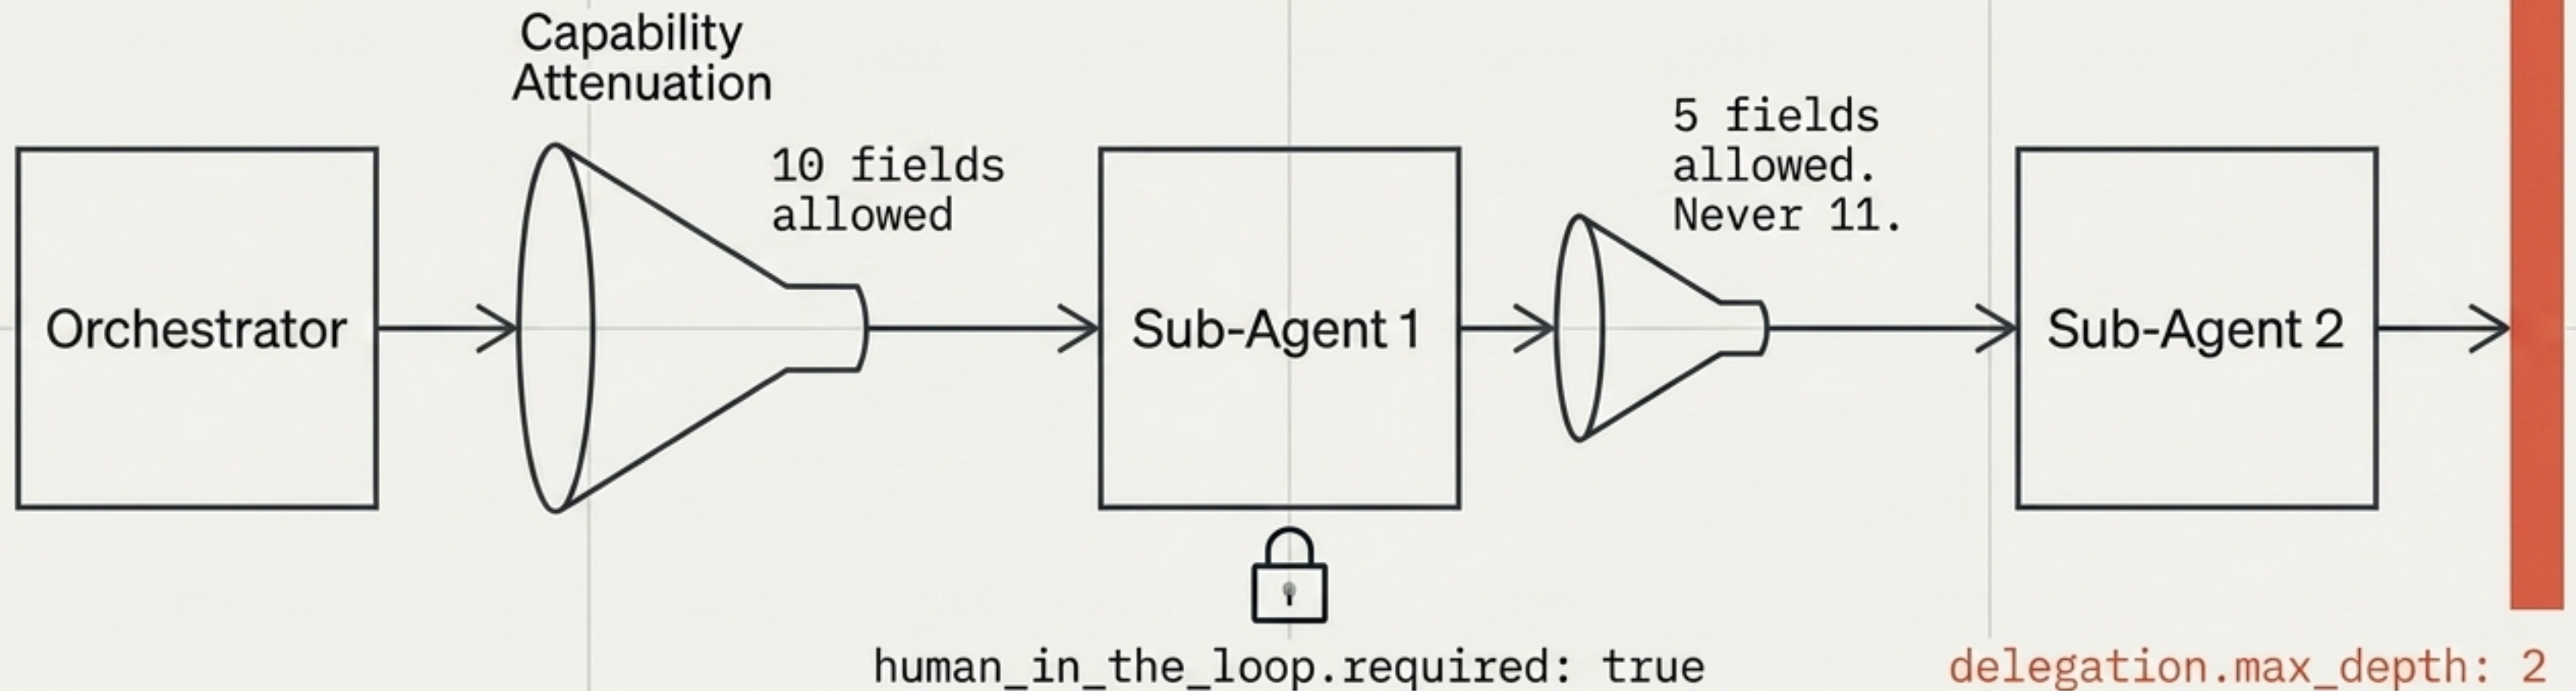 Capability
Attenuation
10 fields
allowed
5 fields
allowed.
Never 11.
Orchestrator
Sub-Agent 1
Sub-Agent 2
human_in_the_loop.required: true
delegation.max_depth: 2